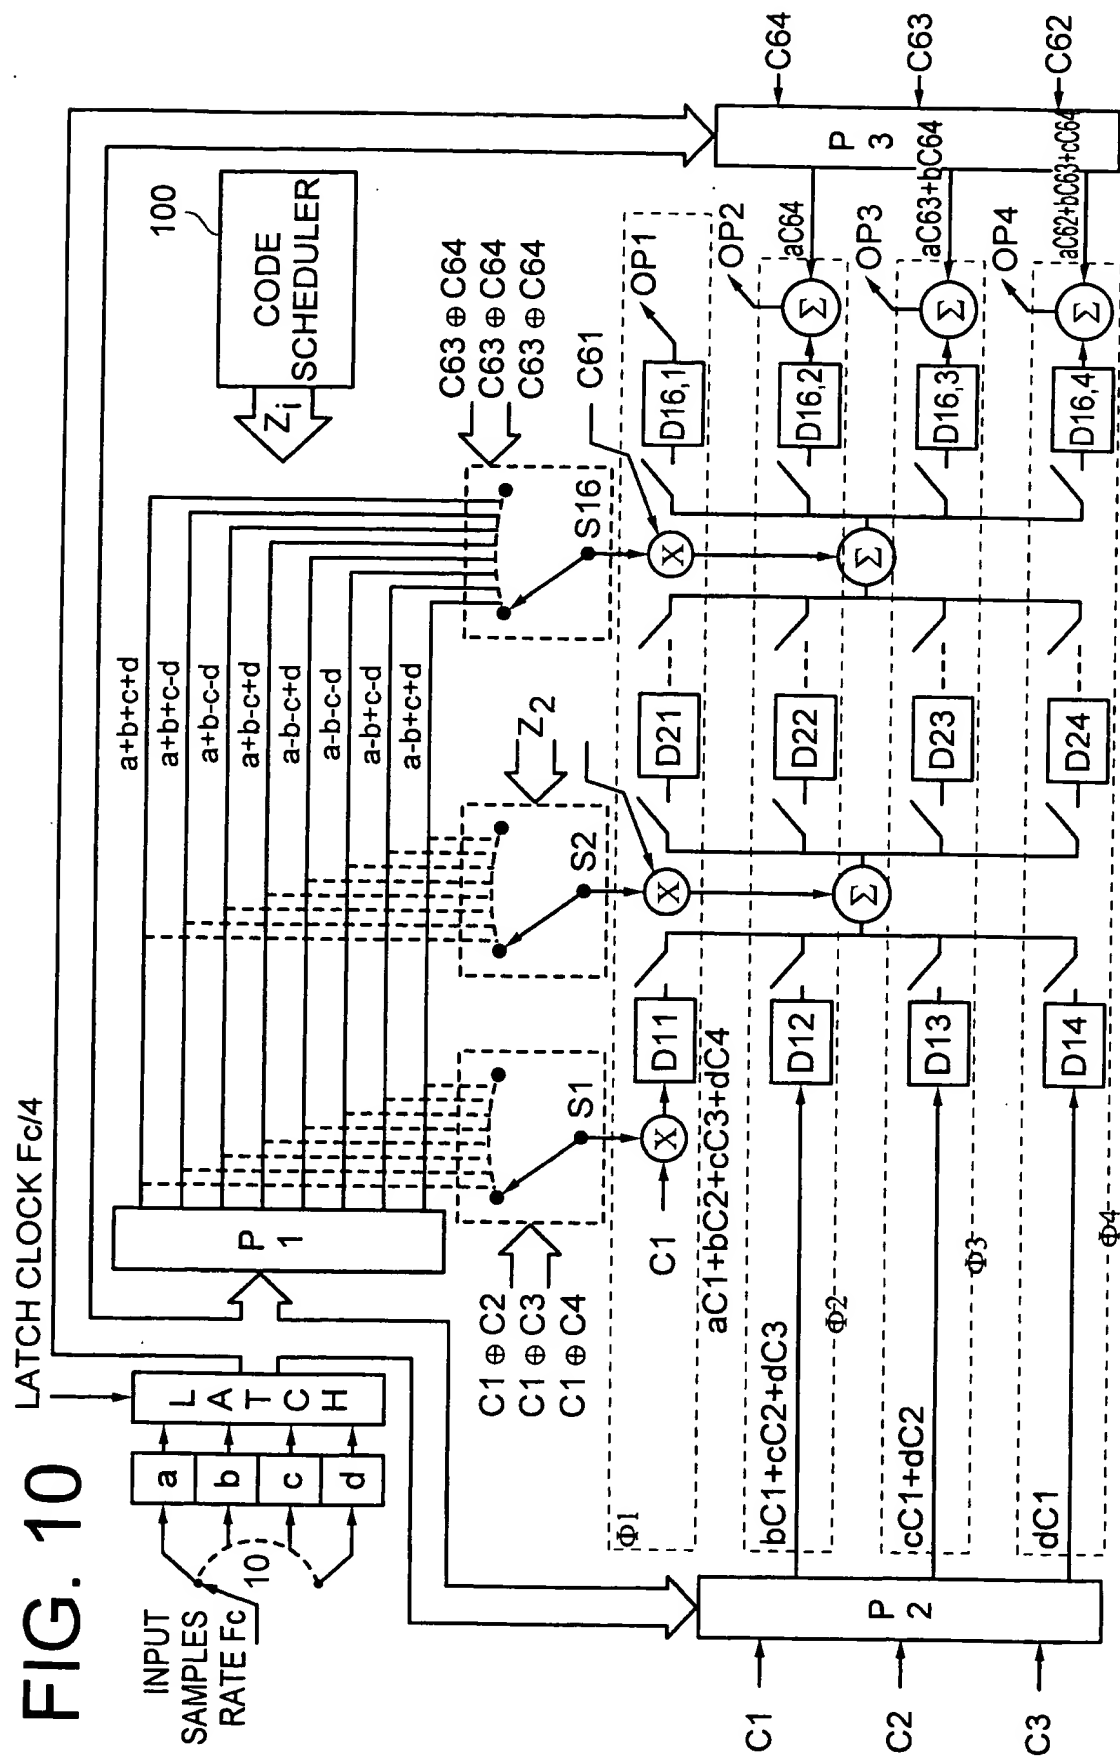 FIG. 10
LATCH CLOCK Fc/4
INPUT
SAMPLES
RATE Fc
10
a
b
c
d
L
A
T
C
H
P
1
a+b+c+d
a+b+c-d
a+b-c-d
a+b-c+d
a-b-c+d
a-b-c-d
a-b+c-d
a-b+c+d
100
CODE
SCHEDULER
Zi
C1 ⊕ C2
C1 ⊕ C3
C1 ⊕ C4
S1
Z2
S2
C63 ⊕ C64
C63 ⊕ C64
C63 ⊕ C64
S16
C61
Φ1
C1
X
D11
X
D21
X
D16,1
OP1
aC1+bC2+cC3+dC4
C1
C2
C3
P
2
bC1+cC2+dC3
Φ2
D12
Σ
D22
Σ
D16,2
Σ
OP2
aC64
cC1+dC2
Φ3
D13
D23
D16,3
Σ
OP3
aC63+bC64
dC1
Φ4
D14
D24
D16,4
Σ
OP4
aC62+bC63+cC64
P
3
C64
C63
C62